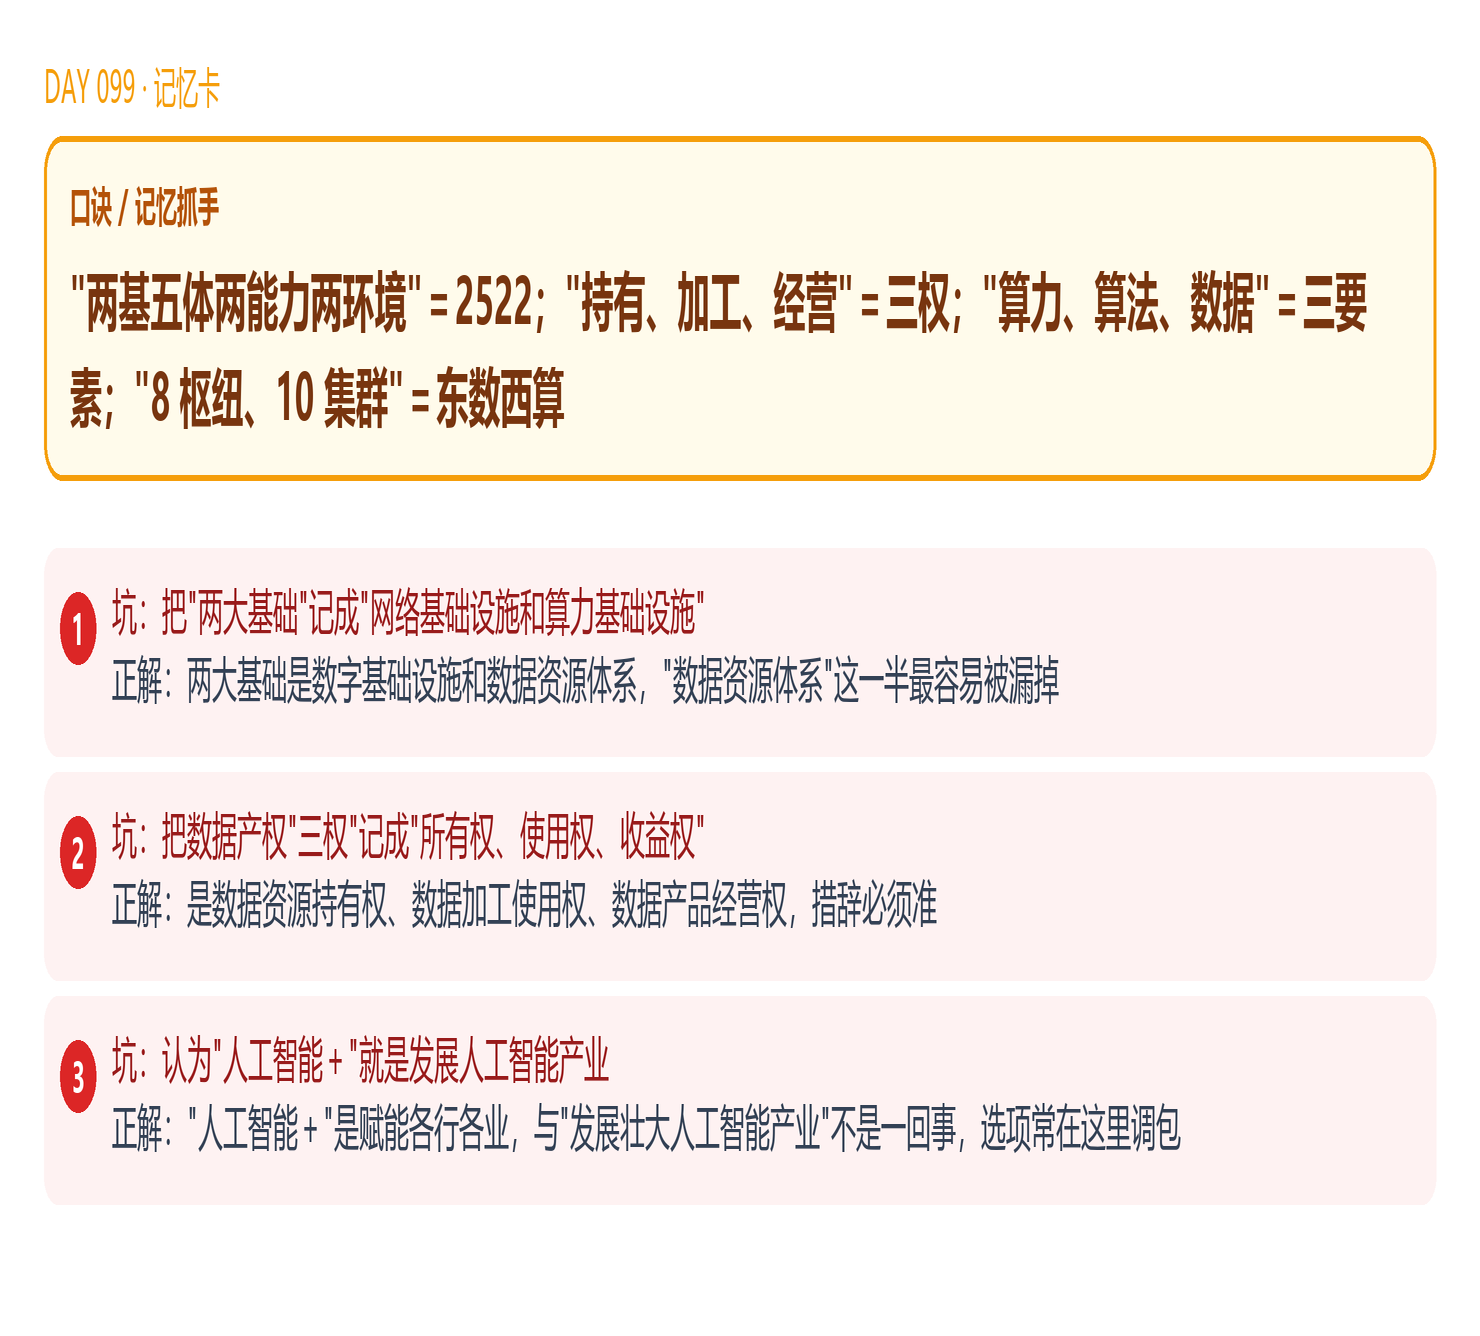 DAY 099 · 记忆卡
口诀 / 记忆抓手
"两基五体两能力两环境" = 2522；"持有、加工、经营" = 三权；"算力、算法、数据" = 三要
素；"8 枢纽、10 集群" = 东数西算
1
坑：把"两大基础"记成"网络基础设施和算力基础设施"
正解：两大基础是数字基础设施和数据资源体系，"数据资源体系"这一半最容易被漏掉
2
坑：把数据产权"三权"记成"所有权、使用权、收益权"
正解：是数据资源持有权、数据加工使用权、数据产品经营权，措辞必须准
3
坑：认为"人工智能 + "就是发展人工智能产业
正解："人工智能 + "是赋能各行各业，与"发展壮大人工智能产业"不是一回事，选项常在这里调包